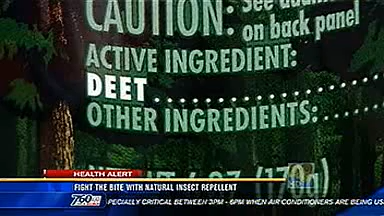 CAUTION: See
on back panel
ACTIVE INGREDIENT:
DEET
OTHER INGREDIENTS:
HEALTH ALERT
FIGHT THE BITE WITH NATURAL INSECT REPELLENT
760
PECIALLY CRITICAL BETWEEN 3PM - 6PM WHEN AIR CONDITIONERS ARE BEING US